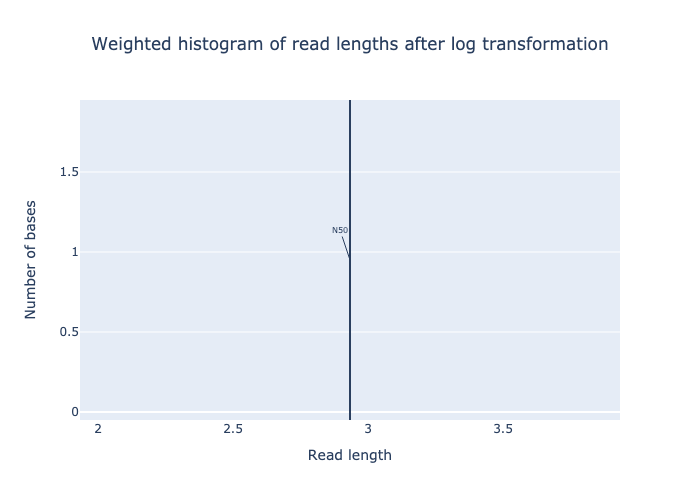 Weighted histogram of read lengths after log transformation
Number of bases
1.5
1
0.5
0
N50
2
2.5
3
3.5
Read length